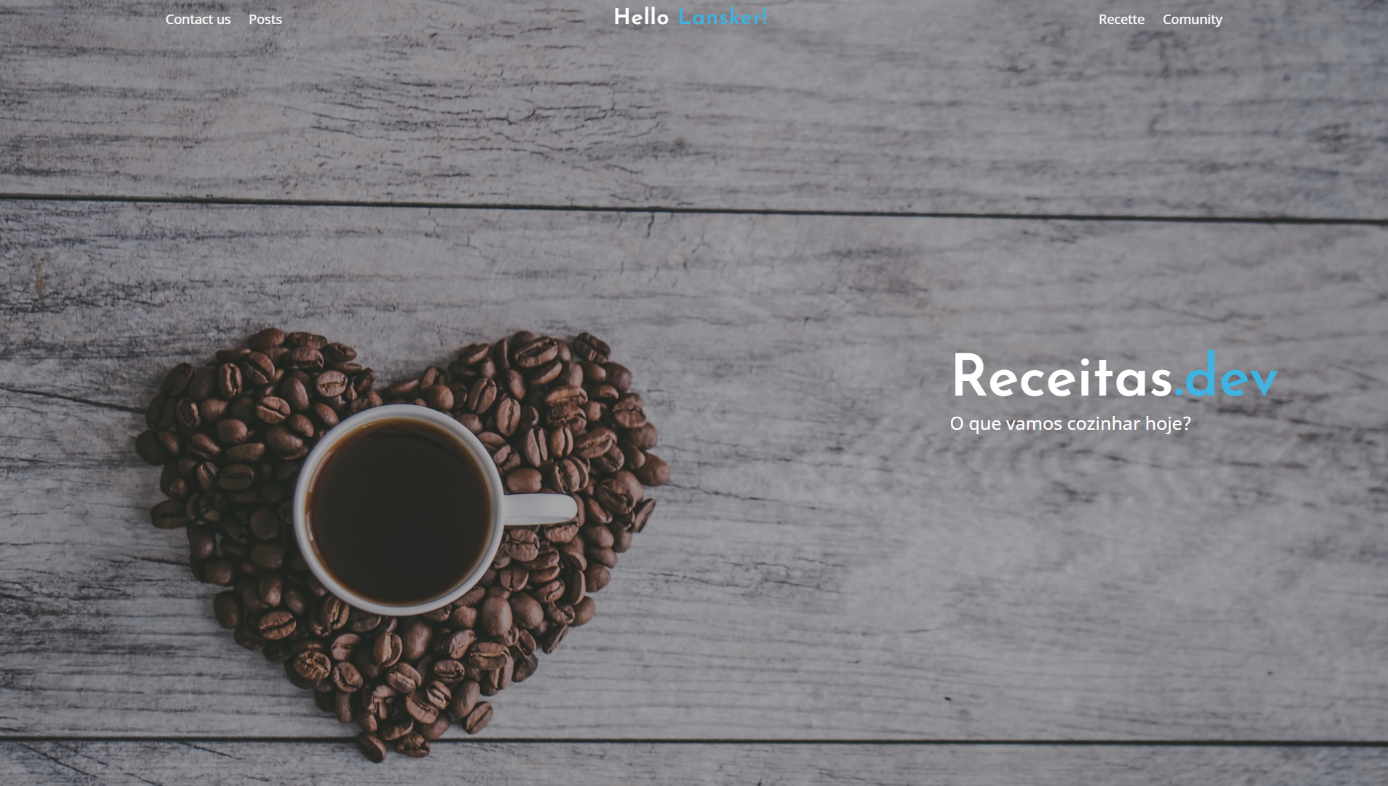 Contact us Posts Hello Lansker! Recette Comunity
Receitas.dev
O que vamos cozinhar hoje?